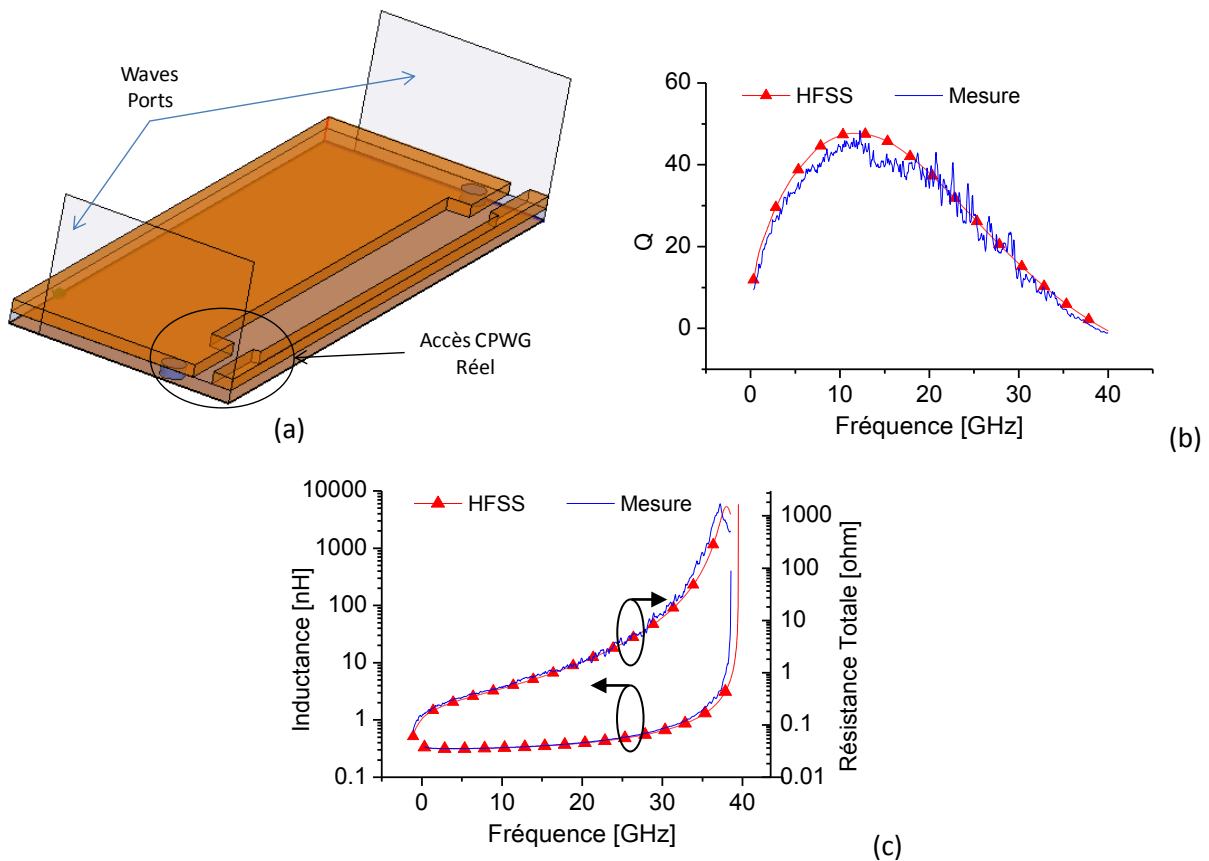 Waves
Ports
Accès CPWG
Réel
(a)
HFSS
Mesure
60
40
20
0
Q
0
10
20
30
40
Fréquence [GHz]
(b)
HFSS
Mesure
10000
1000
100
10
1
0.1
Inductance [nH]
1000
100
10
1
0.1
0.01
Résistance Totale [ohm]
0
10
20
30
40
Fréquence [GHz]
(c)